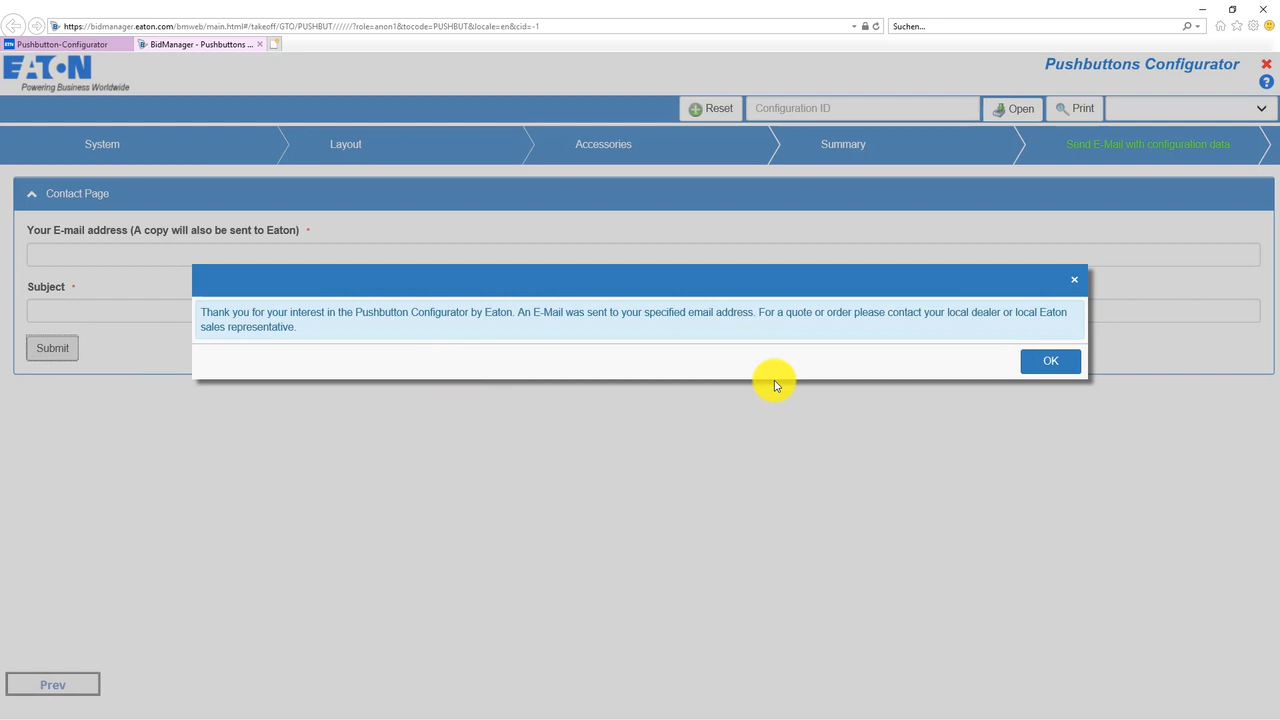 https://bidmanager.eaton.com/bmweb/main.html#/takeoff/GTO/PUSHBUT//////?role=anon1&tocode=PUSHBUT&locale=en&cid=-1
Suchen...
ETN Pushbutton-Configurator
BidManager - Pushbuttons ...
EATON
Powering Business Worldwide
Pushbuttons Configurator
Reset
Configuration ID
Open
Print
System
Layout
Accessories
Summary
Send E-Mail with configuration data
Contact Page
Your E-mail address (A copy will also be sent to Eaton) *
Subject *
Thank you for your interest in the Pushbutton Configurator by Eaton. An E-Mail was sent to your specified email address. For a quote or order please contact your local dealer or local Eaton
sales representative.
Submit
OK
Prev